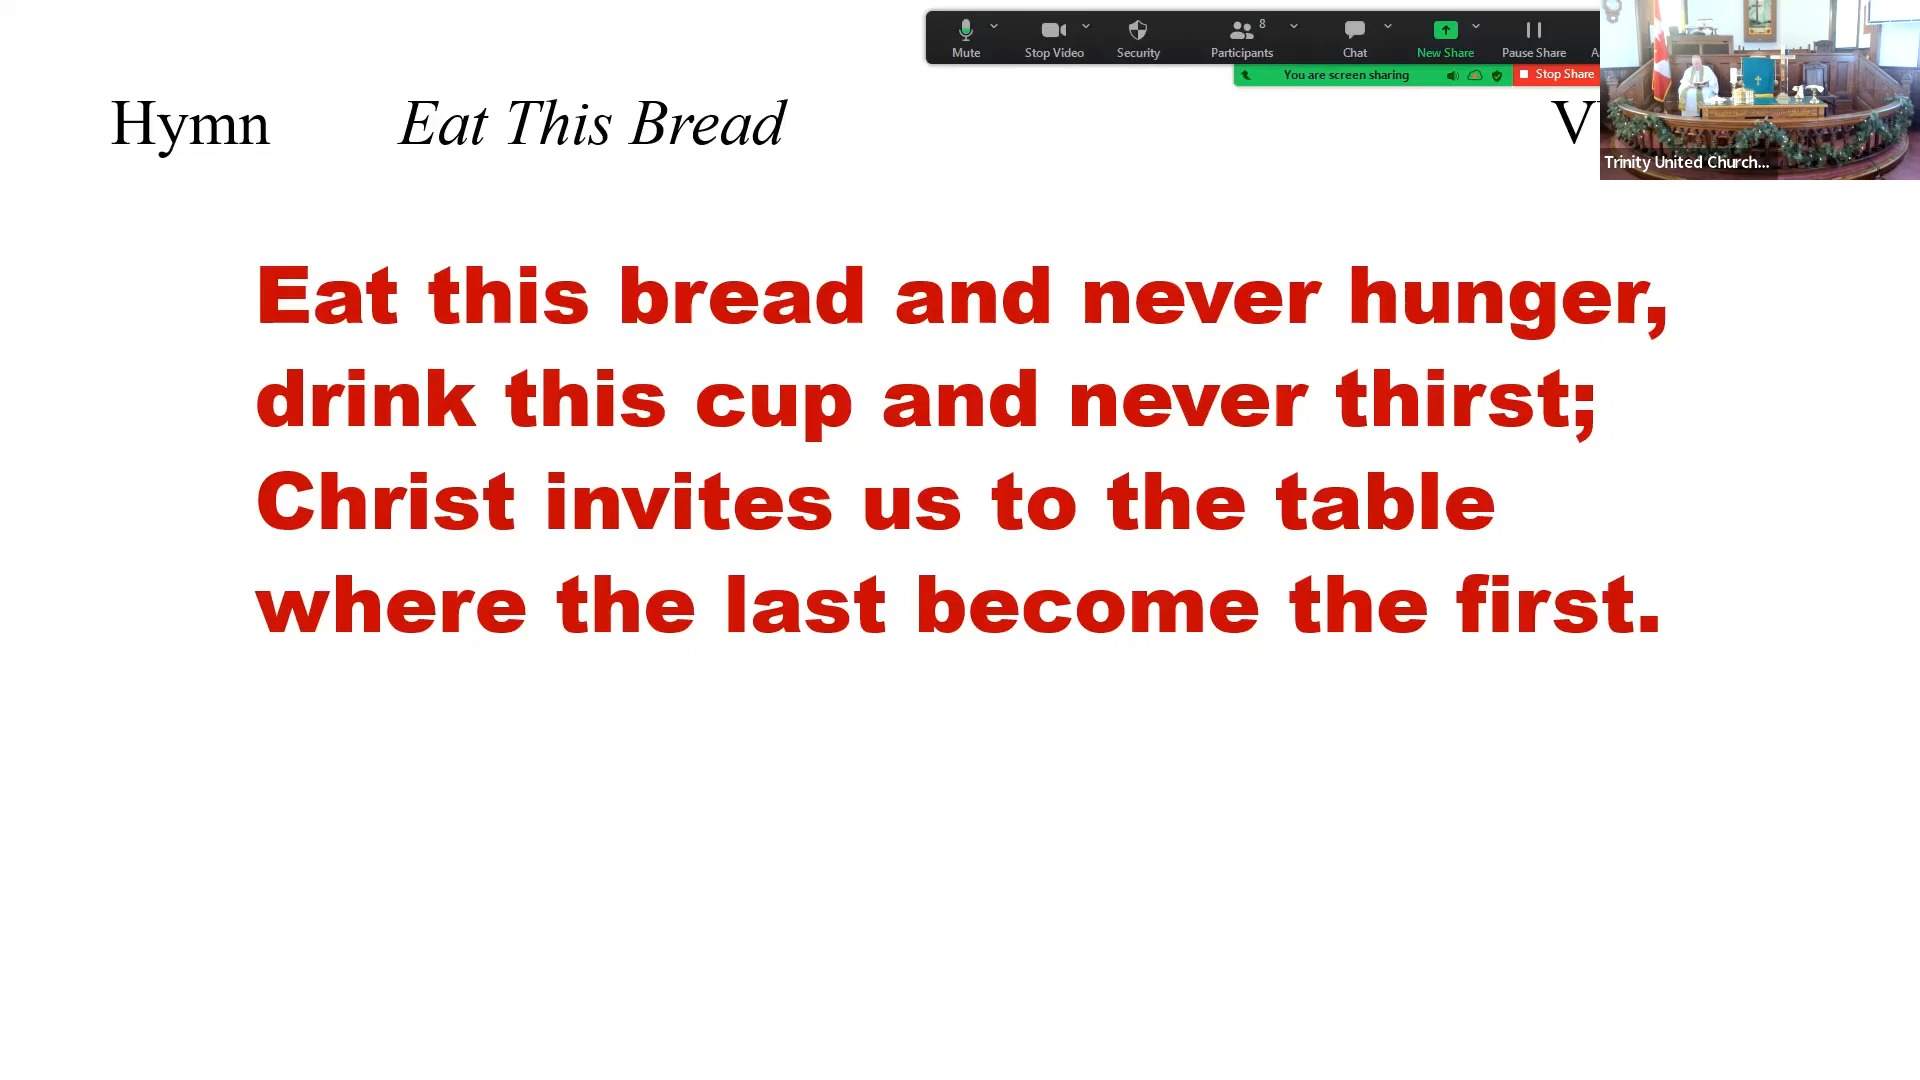 Mute
Stop Video
Security
Participants
8
Chat
New Share
Pause Share
You are screen sharing
Stop Share
Hymn Eat This Bread
Trinity United Church...
Eat this bread and never hunger,
drink this cup and never thirst;
Christ invites us to the table
where the last become the first.